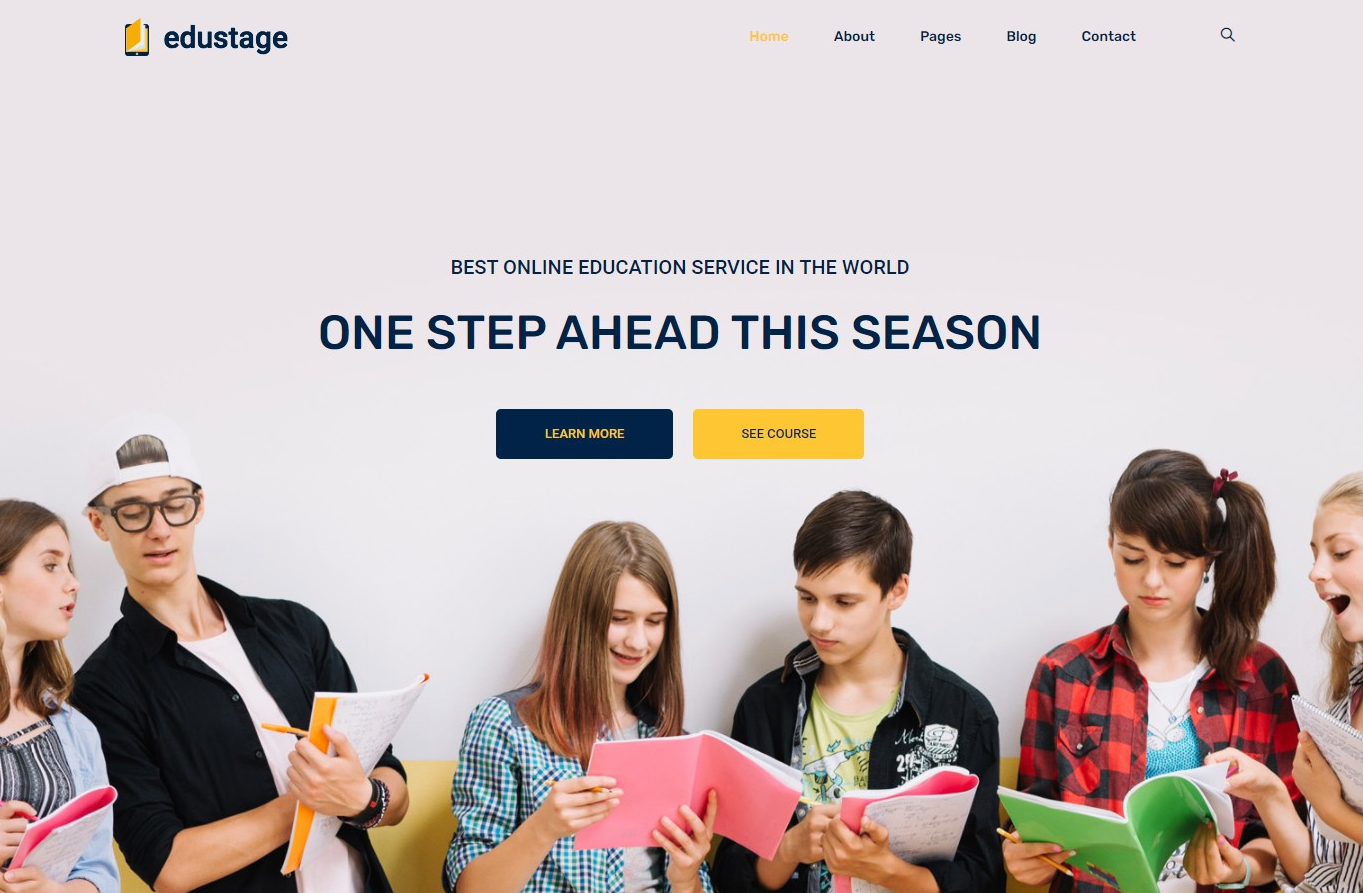 edustage
Home About Pages Blog Contact
BEST ONLINE EDUCATION SERVICE IN THE WORLD
ONE STEP AHEAD THIS SEASON
LEARN MORE SEE COURSE